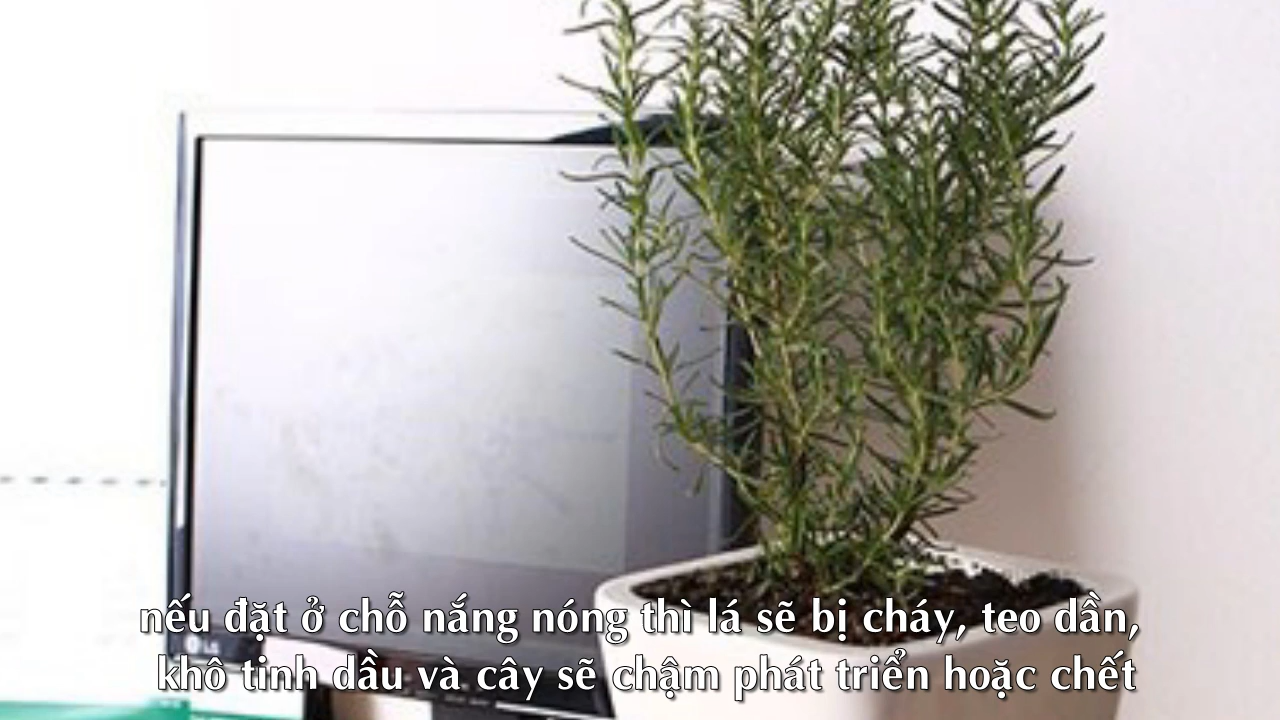 LG
nếu đặt ở chỗ nắng nóng thì lá sẽ bị cháy, teo dần,
khô tinh dầu và cây sẽ chậm phát triển hoặc chết